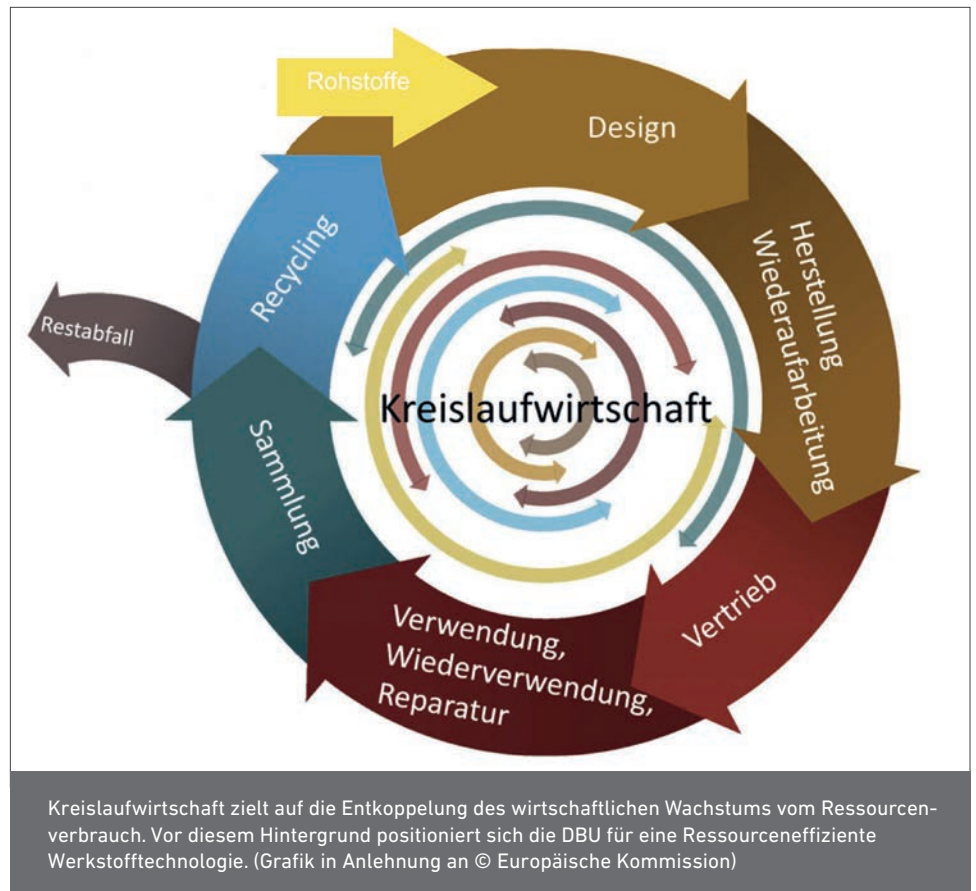 Rohstoffe
Design
Herstellung
Wiederaufarbeitung
Vertrieb
Verwendung,
Wiederverwendung,
Reparatur
Sammlung
Recycling
Restabfall
Kreislaufwirtschaft
Kreislaufwirtschaft zielt auf die Entkoppelung des wirtschaftlichen Wachstums vom Ressourcen-
verbrauch. Vor diesem Hintergrund positioniert sich die DBU für eine Ressourceneffiziente
Werkstofftechnologie. (Grafik in Anlehnung an © Europäische Kommission)